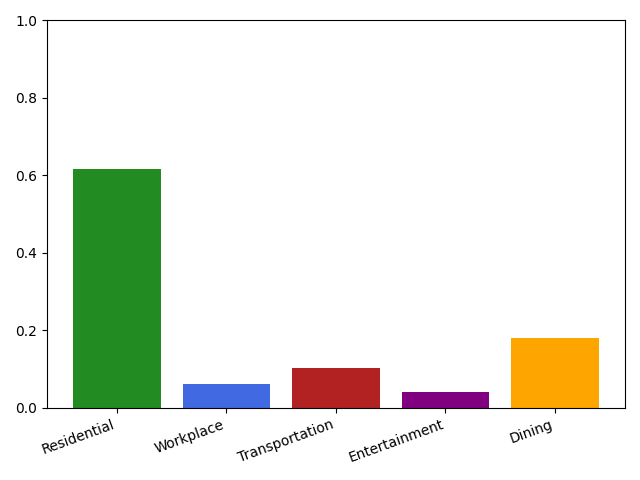 1.0
0.8
0.6
0.4
0.2
0.0
Residential
Workplace
Transportation
Entertainment
Dining